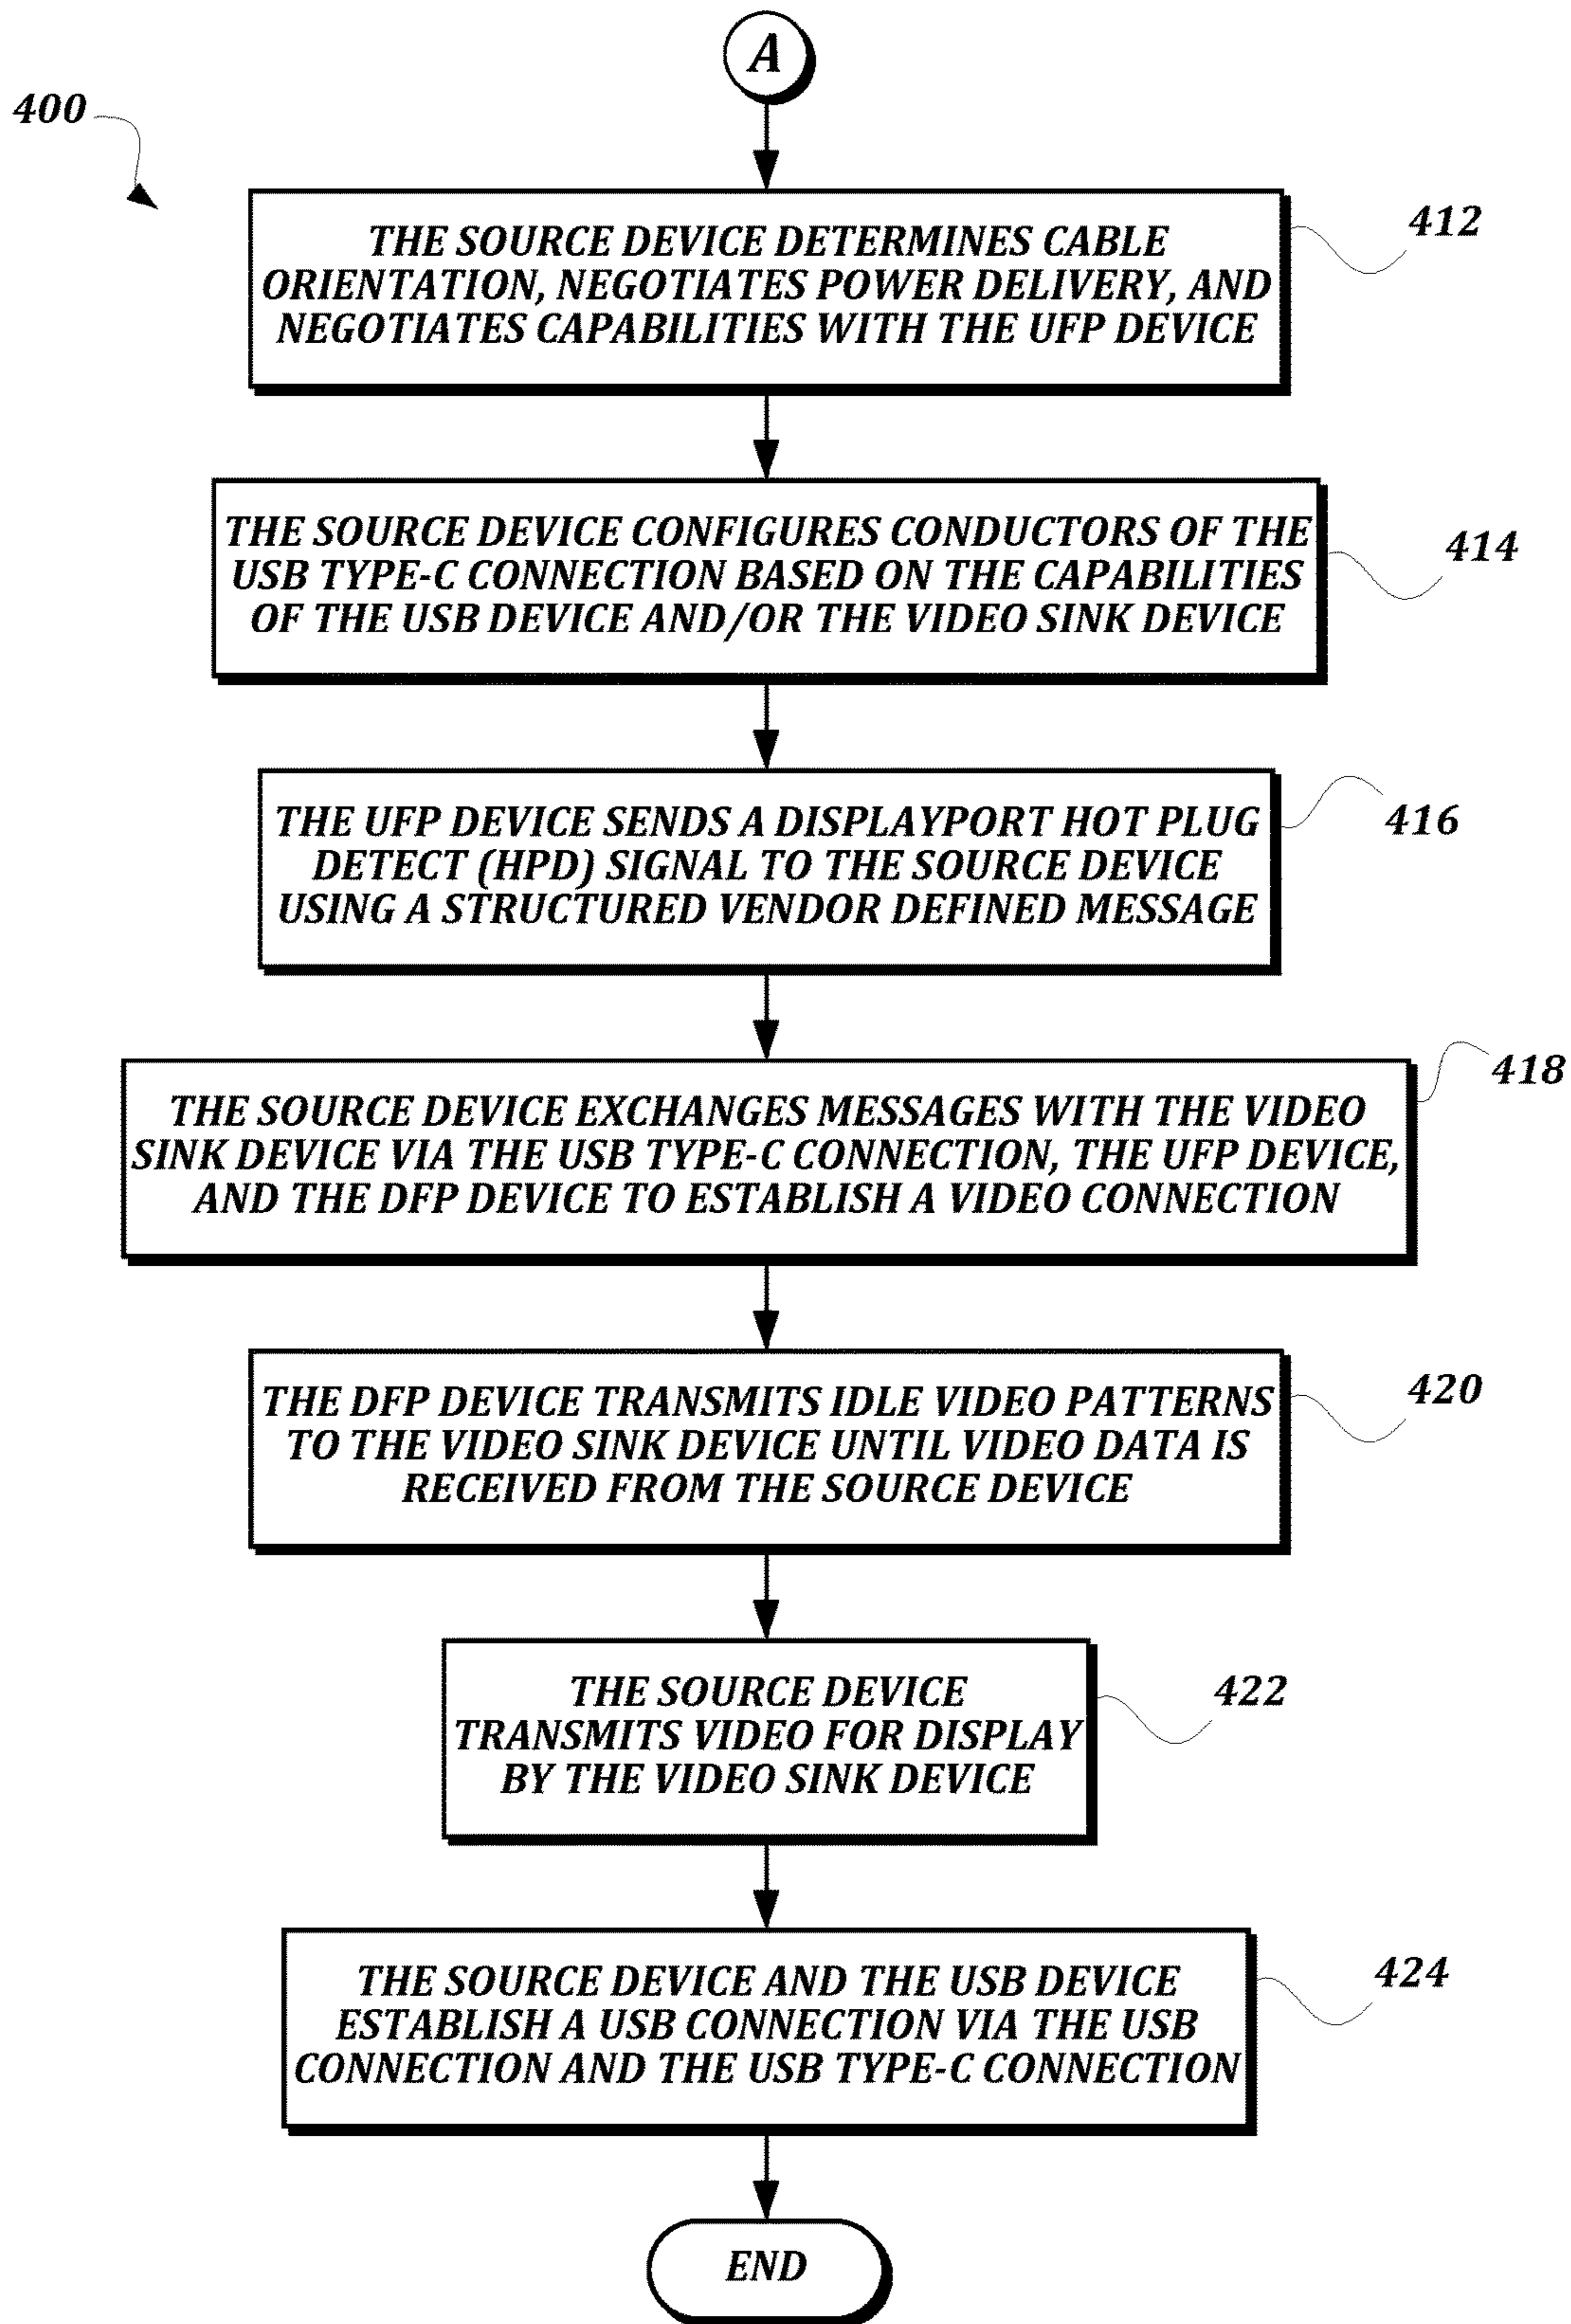 A
400
THE SOURCE DEVICE DETERMINES CABLE
ORIENTATION, NEGOTIATES POWER DELIVERY, AND
NEGOTIATES CAPABILITIES WITH THE UFP DEVICE
412
THE SOURCE DEVICE CONFIGURES CONDUCTORS OF THE
USB TYPE-C CONNECTION BASED ON THE CAPABILITIES
OF THE USB DEVICE AND/OR THE VIDEO SINK DEVICE
414
THE UFP DEVICE SENDS A DISPLAYPORT HOT PLUG
DETECT (HPD) SIGNAL TO THE SOURCE DEVICE
USING A STRUCTURED VENDOR DEFINED MESSAGE
416
THE SOURCE DEVICE EXCHANGES MESSAGES WITH THE VIDEO
SINK DEVICE VIA THE USB TYPE-C CONNECTION, THE UFP DEVICE,
AND THE DFP DEVICE TO ESTABLISH A VIDEO CONNECTION
418
THE DFP DEVICE TRANSMITS IDLE VIDEO PATTERNS
TO THE VIDEO SINK DEVICE UNTIL VIDEO DATA IS
RECEIVED FROM THE SOURCE DEVICE
420
THE SOURCE DEVICE
TRANSMITS VIDEO FOR DISPLAY
BY THE VIDEO SINK DEVICE
422
THE SOURCE DEVICE AND THE USB DEVICE
ESTABLISH A USB CONNECTION VIA THE USB
CONNECTION AND THE USB TYPE-C CONNECTION
424
END